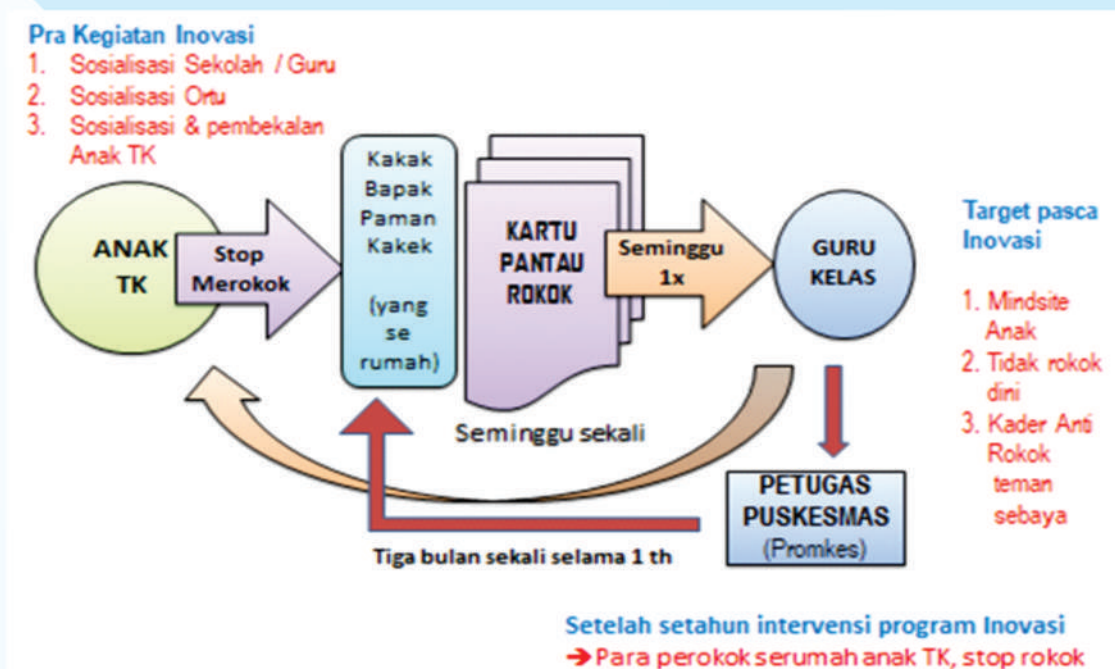 Pra Kegiatan Inovasi
1. Sosialisasi Sekolah / Guru
2. Sosialisasi Ortu
3. Sosialisasi & pembekalan
Anak TK
ANAK
TK
Stop
Merokok
Kakak
Bapak
Paman
Kakek
(yang
se
rumah)
KARTU
PANTAU
ROKOK
Seminggu sekali
Seminggu
1x
GURU
KELAS
Target pasca
Inovasi
1. Mindsite
Anak
2. Tidak rokok
dini
3. Kader Anti
Rokok
teman
sebaya
PETUGAS
PUSKESMAS
(Promkes)
Tiga bulan sekali selama 1 th
Setelah setahun intervensi program Inovasi
➔ Para perokok serumah anak TK, stop rokok